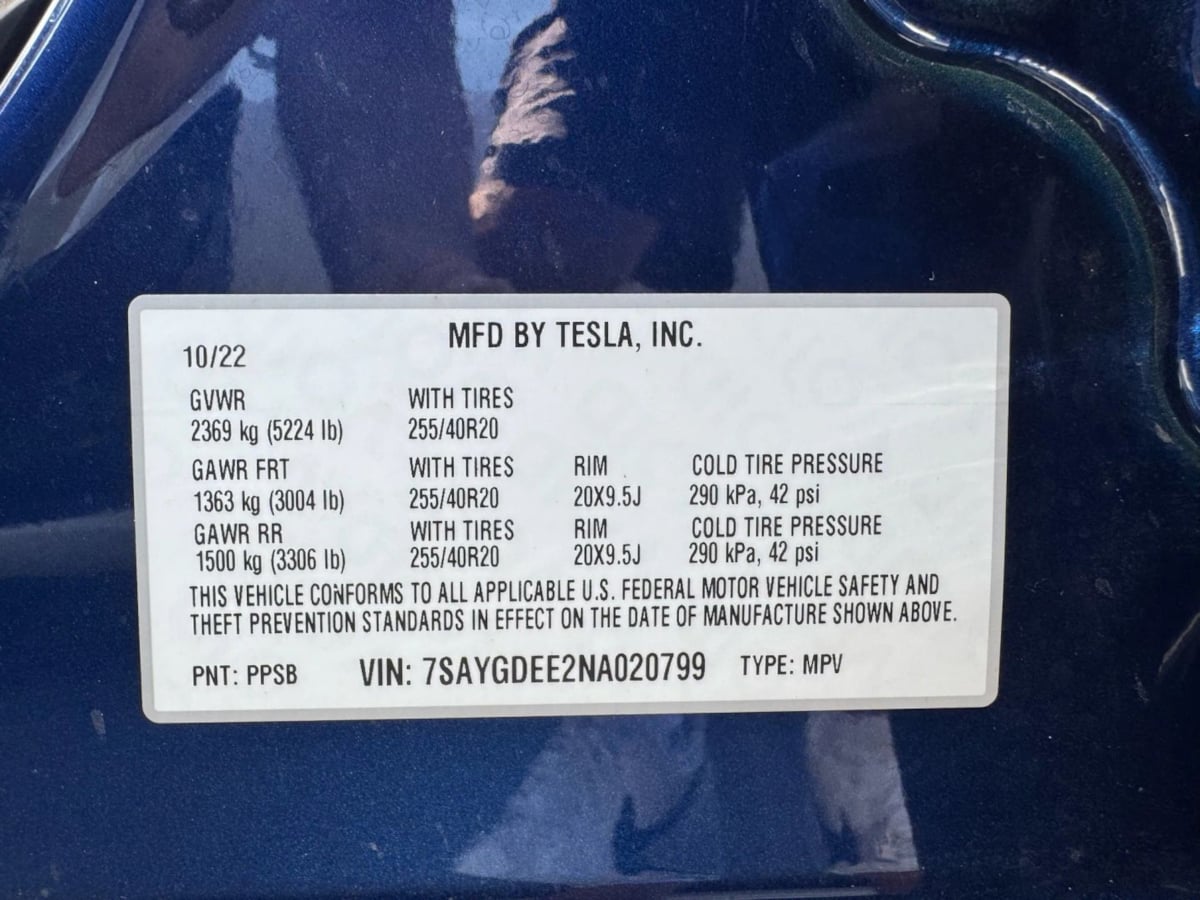 MFD BY TESLA, INC.
10/22
GVWR WITH TIRES
2369 kg (5224 lb) 255/40R20
GAWR FRT WITH TIRES RIM COLD TIRE PRESSURE
1363 kg (3004 lb) 255/40R20 20X9.5J 290 kPa, 42 psi
GAWR RR WITH TIRES RIM COLD TIRE PRESSURE
1500 kg (3306 lb) 255/40R20 20X9.5J 290 kPa, 42 psi
THIS VEHICLE CONFORMS TO ALL APPLICABLE U.S. FEDERAL MOTOR VEHICLE SAFETY AND
THEFT PREVENTION STANDARDS IN EFFECT ON THE DATE OF MANUFACTURE SHOWN ABOVE.
PNT: PPSB VIN: 7SAYGDEE2NA020799 TYPE: MPV